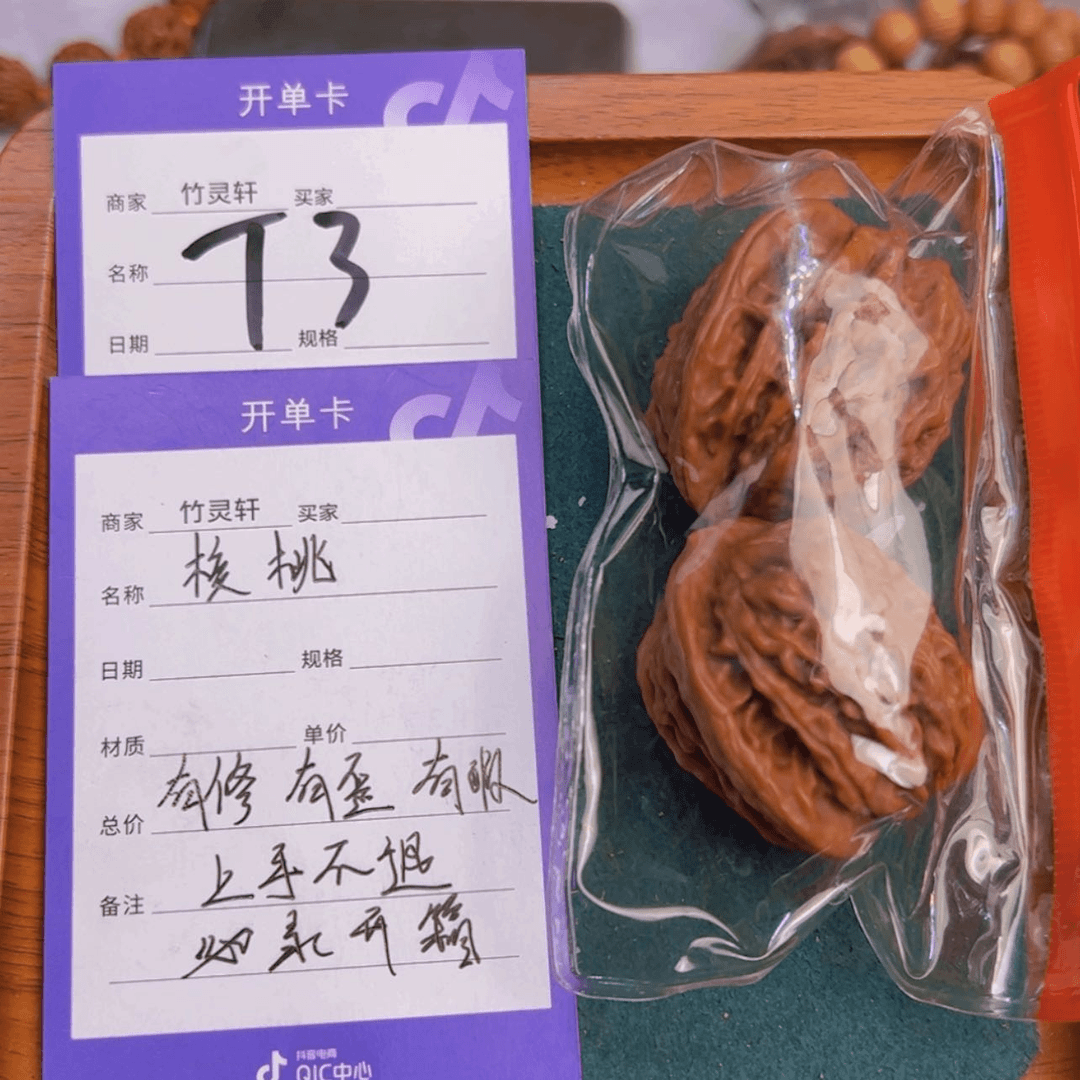 开单卡
商家 竹灵轩 买家
T3
名称
日期 规格
开单卡
商家 竹灵轩 买家
名称 核桃
日期 规格
材质 单价
总价 有修 有歪 有瑕
备注 上手不退
必录开箱
抖音电商
QIC中心